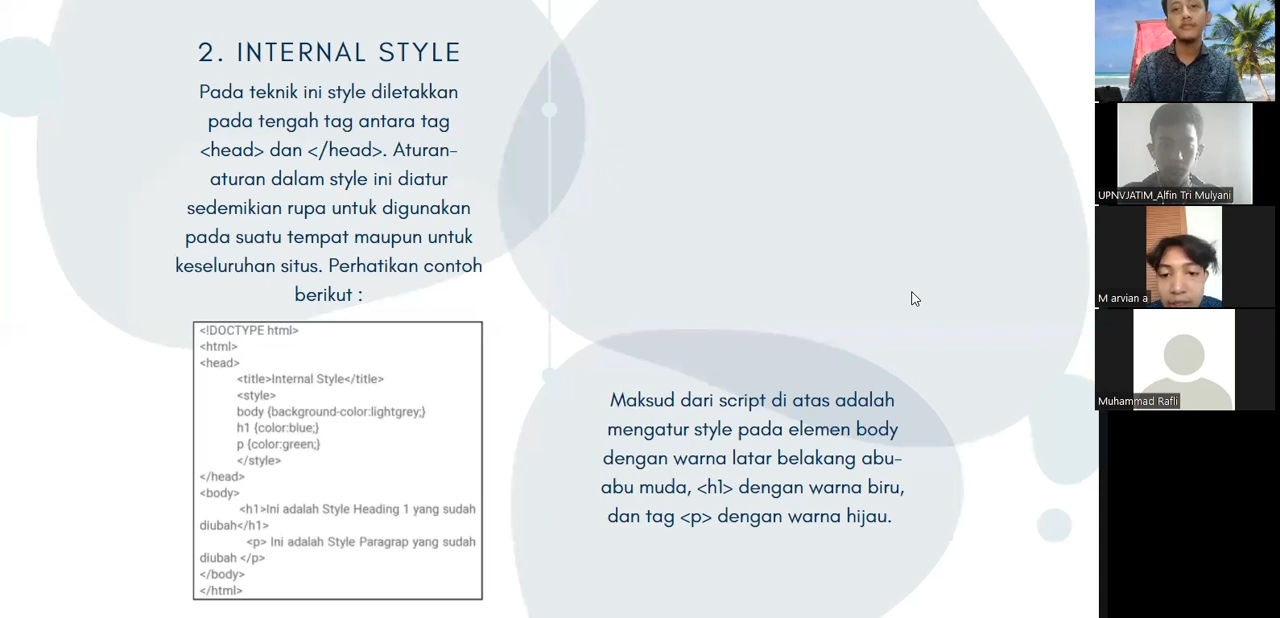 2. INTERNAL STYLE
Pada teknik ini style diletakkan
pada tengah tag antara tag
<head> dan </head>. Aturan-
aturan dalam style ini diatur
sedemikian rupa untuk digunakan
pada suatu tempat maupun untuk
keseluruhan situs. Perhatikan contoh
berikut :
<!DOCTYPE html>
<html>
<head>
<title>Internal Style</title>
<style>
body {background-color:lightgrey;}
h1 {color:blue;}
p {color:green;}
</style>
</head>
<body>
<h1>Ini adalah Style Heading 1 yang sudah
diubah</h1>
<p> Ini adalah Style Paragrap yang sudah
diubah </p>
</body>
</html>
Maksud dari script di atas adalah
mengatur style pada elemen body
dengan warna latar belakang abu-
abu muda, <h1> dengan warna biru,
dan tag <p> dengan warna hijau.
UPNVJATIM_Alfin Tri Mulyani
M arvian a
Muhammad Rafli